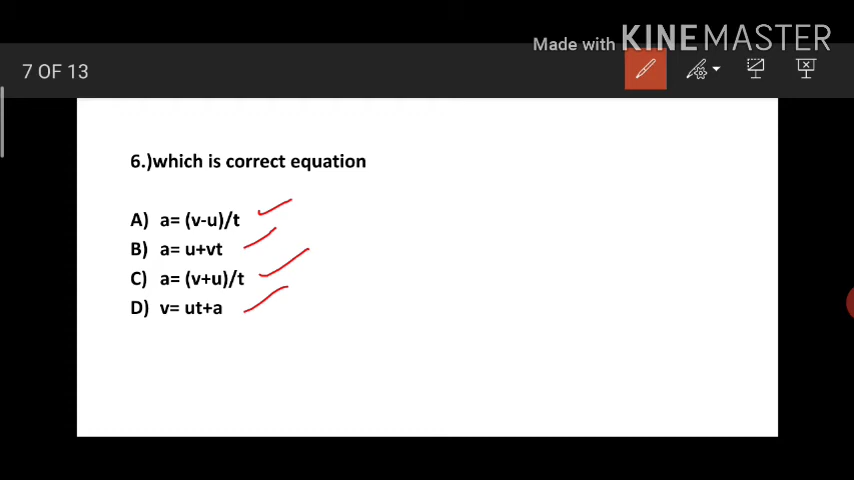 Made with KINEMASTER
7 OF 13
6.)which is correct equation
A) a= (v-u)/t
B) a= u+vt
C) a= (v+u)/t
D) v= ut+a